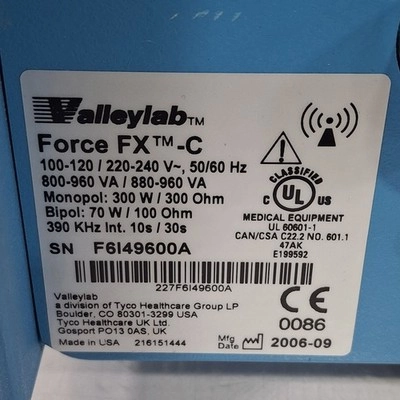 Valleylab™
Force FX™-C
100-120 / 220-240 V~, 50/60 Hz
800-960 VA / 880-960 VA
Monopol: 300 W / 300 Ohm
Bipol: 70 W / 100 Ohm
390 KHz Int. 10s / 30s
SN F6I49600A
227F6I49600A
CLASSIFIED
C UL US
MEDICAL EQUIPMENT
UL 60601-1
CAN/CSA C22.2 NO. 601.1
47AK
E199592
Valleylab
a division of Tyco Healthcare Group LP
Boulder, CO 80301-3299 USA
Tyco Healthcare UK Ltd.
Gosport PO13 0AS, UK
Made in USA 216151444
CE
0086
Mfg Date 2006-09